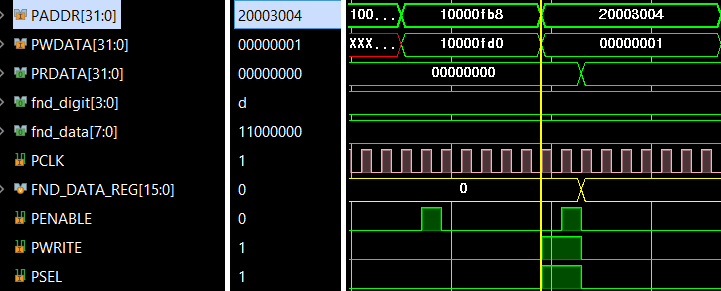 PADDR[31:0] 20003004 100... 10000fb8 20003004
PWDATA[31:0] 00000001 XXX... 10000fd0 00000001
PRDATA[31:0] 00000000 00000000
fnd_digit[3:0] d
fnd_data[7:0] 11000000
PCLK 1
FND_DATA_REG[15:0] 0 0
PENABLE 0
PWRITE 1
PSEL 1